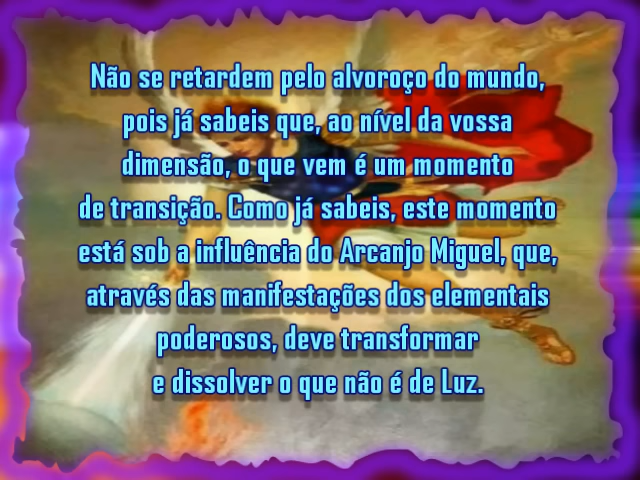 Não se retardem pelo alvoroço do mundo,
pois já sabeis que, ao nível da vossa
dimensão, o que vem é um momento
de transição. Como já sabeis, este momento
está sob a influência do Arcanjo Miguel, que,
através das manifestações dos elementais
poderosos, deve transformar
e dissolver o que não é de Luz.